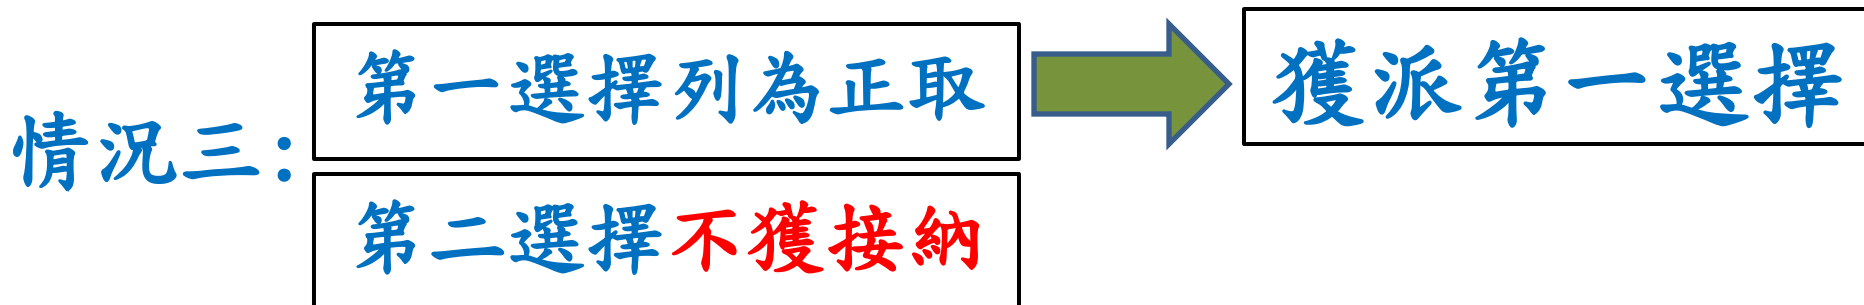 情況三:
第一選擇列為正取
獲派第一選擇
第二選擇不獲接納